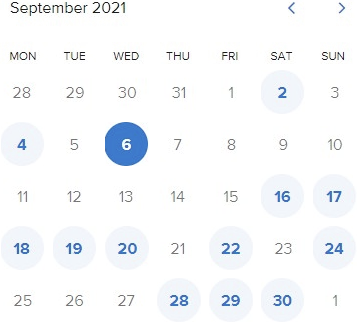 September 2021
MON TUE WED THU FRI SAT SUN
28 29 30 31 1 2 3
4 5 6 7 8 9 10
11 12 13 14 15 16 17
18 19 20 21 22 23 24
25 26 27 28 29 30 1